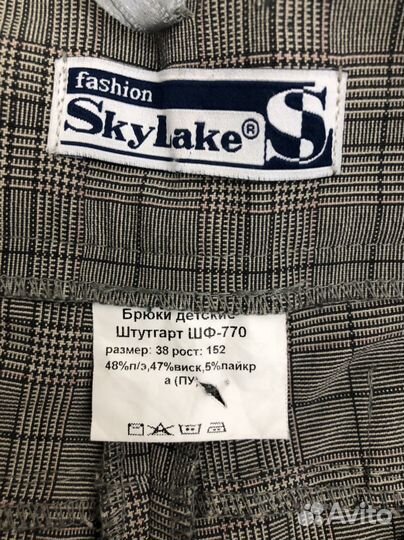 fashion
SkyLake®
S
Брюки детские
Штутгарт ШФ-770
размер: 38 рост: 152
48%п/э,47%виск,5%лайкр
а (ПУ
Avito